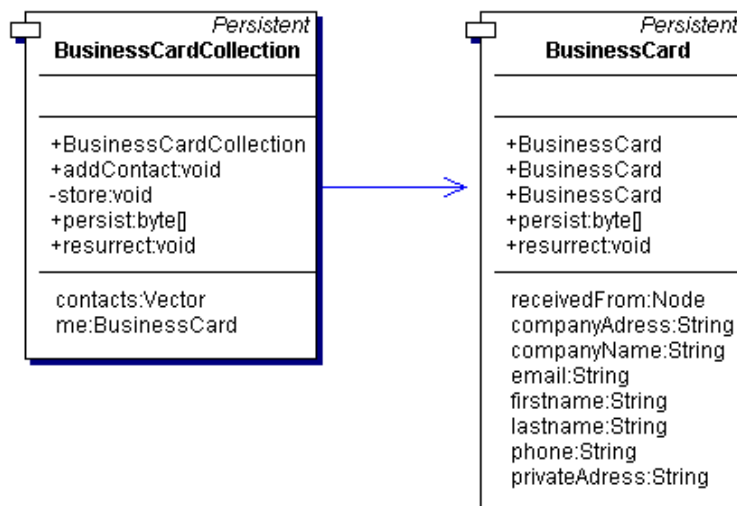 Persistent
BusinessCardCollection
+BusinessCardCollection
+addContact:void
-store:void
+persist:byte[]
+resurrect:void
contacts:Vector
me:BusinessCard
Persistent
BusinessCard
+BusinessCard
+BusinessCard
+BusinessCard
+persist:byte[]
+resurrect:void
receivedFrom:Node
companyAdress:String
companyName:String
email:String
firstname:String
lastname:String
phone:String
privateAdress:String